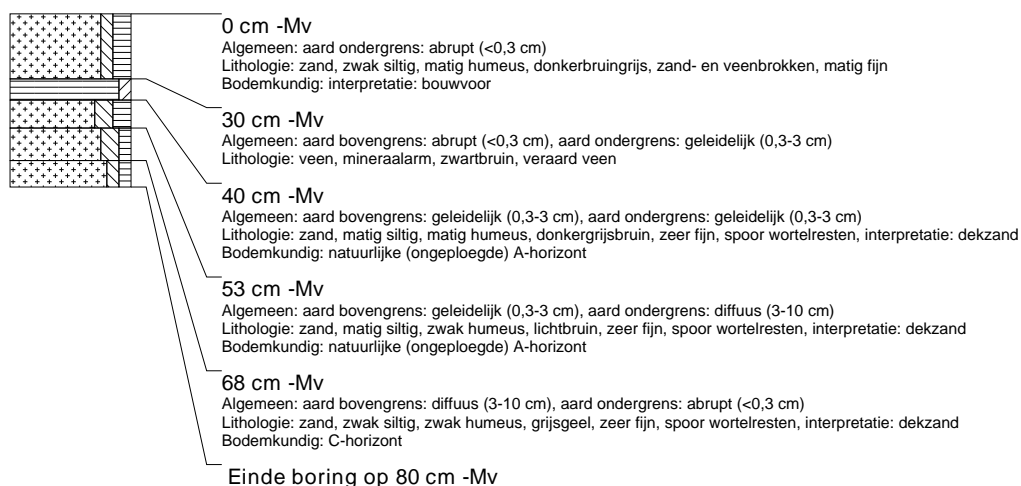 0 cm -Mv
Algemeen: aard ondergrens: abrupt (<0,3 cm)
Lithologie: zand, zwak siltig, matig humeus, donkerbruingrijs, zand- en veenbrokken, matig fijn
Bodemkundig: interpretatie: bouwvoor
30 cm -Mv
Algemeen: aard bovengrens: abrupt (<0,3 cm), aard ondergrens: geleidelijk (0,3-3 cm)
Lithologie: veen, mineraalarm, zwartbruin, veraard veen
40 cm -Mv
Algemeen: aard bovengrens: geleidelijk (0,3-3 cm), aard ondergrens: geleidelijk (0,3-3 cm)
Lithologie: zand, matig siltig, matig humeus, donkergrijsbruin, zeer fijn, spoor wortelresten, interpretatie: dekzand
Bodemkundig: natuurlijke (ongeploegde) A-horizont
53 cm -Mv
Algemeen: aard bovengrens: geleidelijk (0,3-3 cm), aard ondergrens: diffuus (3-10 cm)
Lithologie: zand, matig siltig, zwak humeus, lichtbruin, zeer fijn, spoor wortelresten, interpretatie: dekzand
Bodemkundig: natuurlijke (ongeploegde) A-horizont
68 cm -Mv
Algemeen: aard bovengrens: diffuus (3-10 cm), aard ondergrens: abrupt (<0,3 cm)
Lithologie: zand, zwak siltig, zwak humeus, grijsgeel, zeer fijn, spoor wortelresten, interpretatie: dekzand
Bodemkundig: C-horizont
Einde boring op 80 cm -Mv